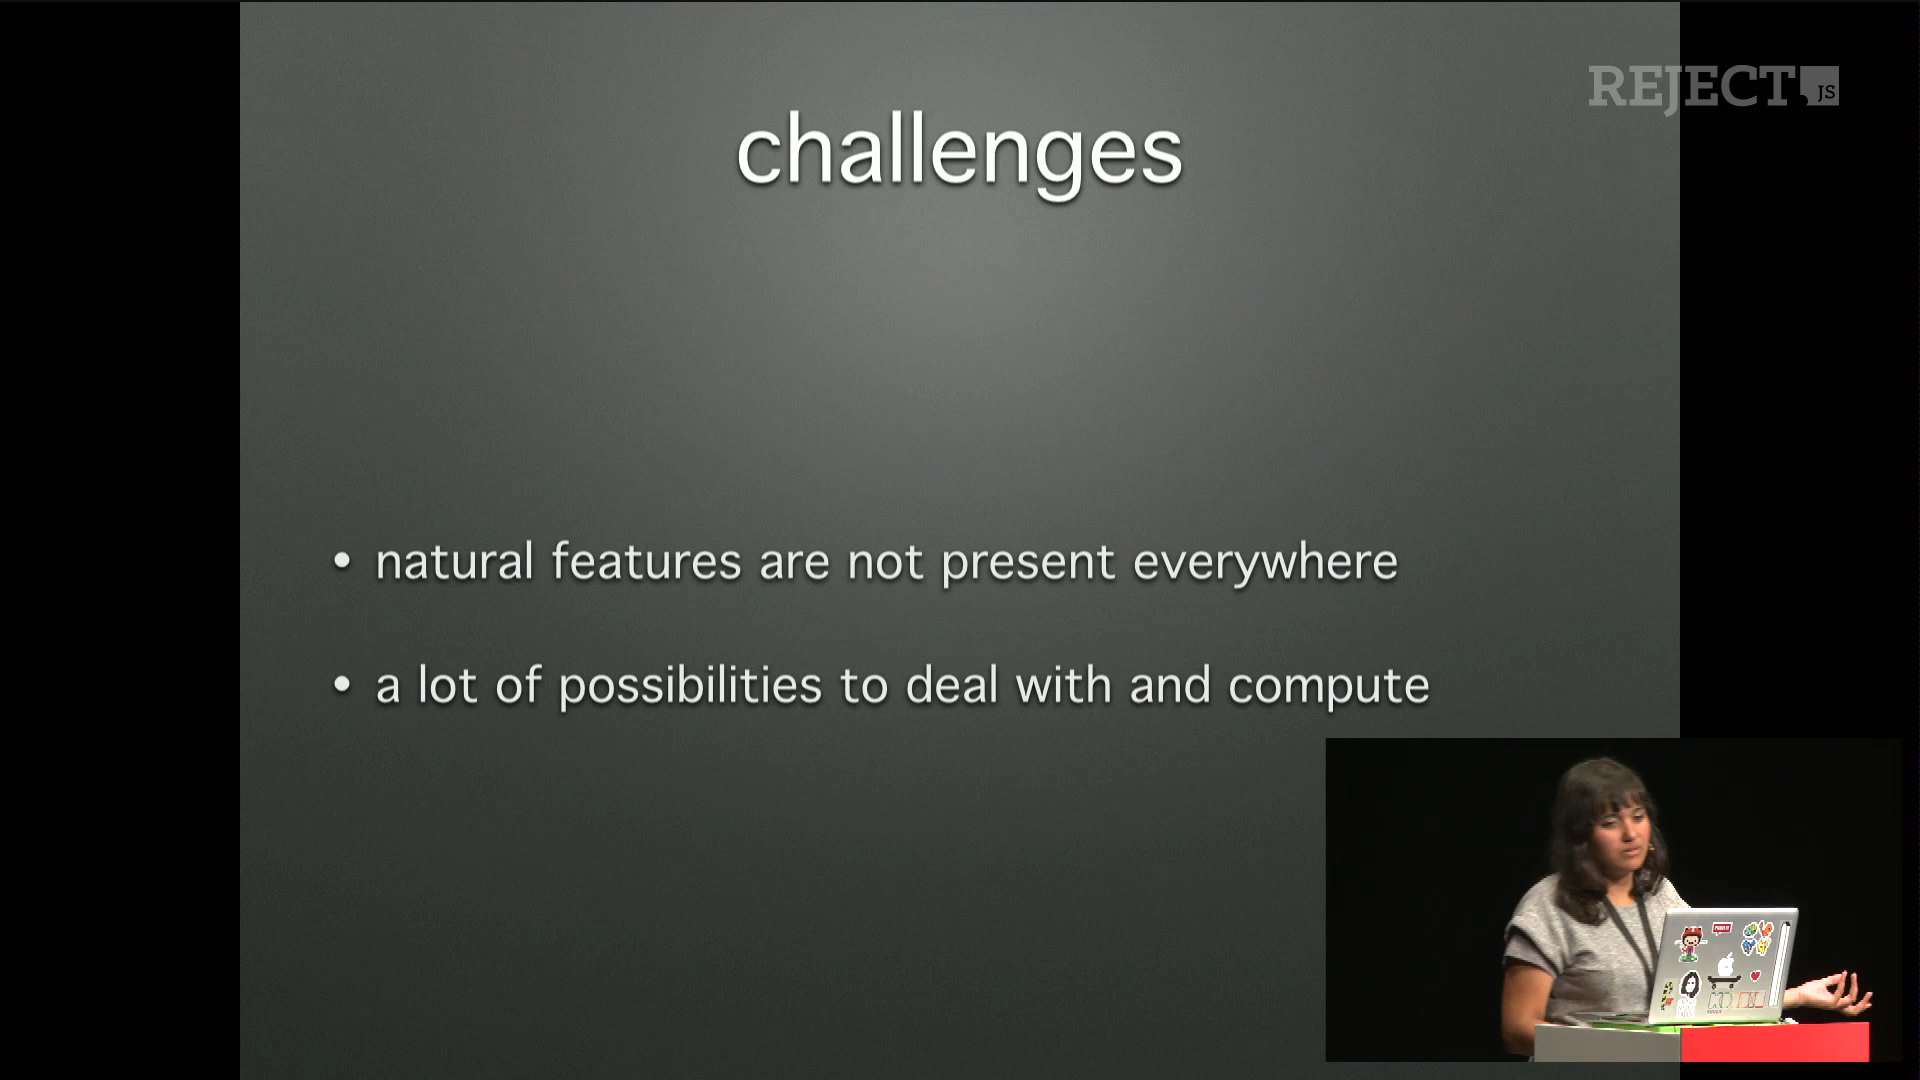 REJECT.JS
challenges
• natural features are not present everywhere
• a lot of possibilities to deal with and compute